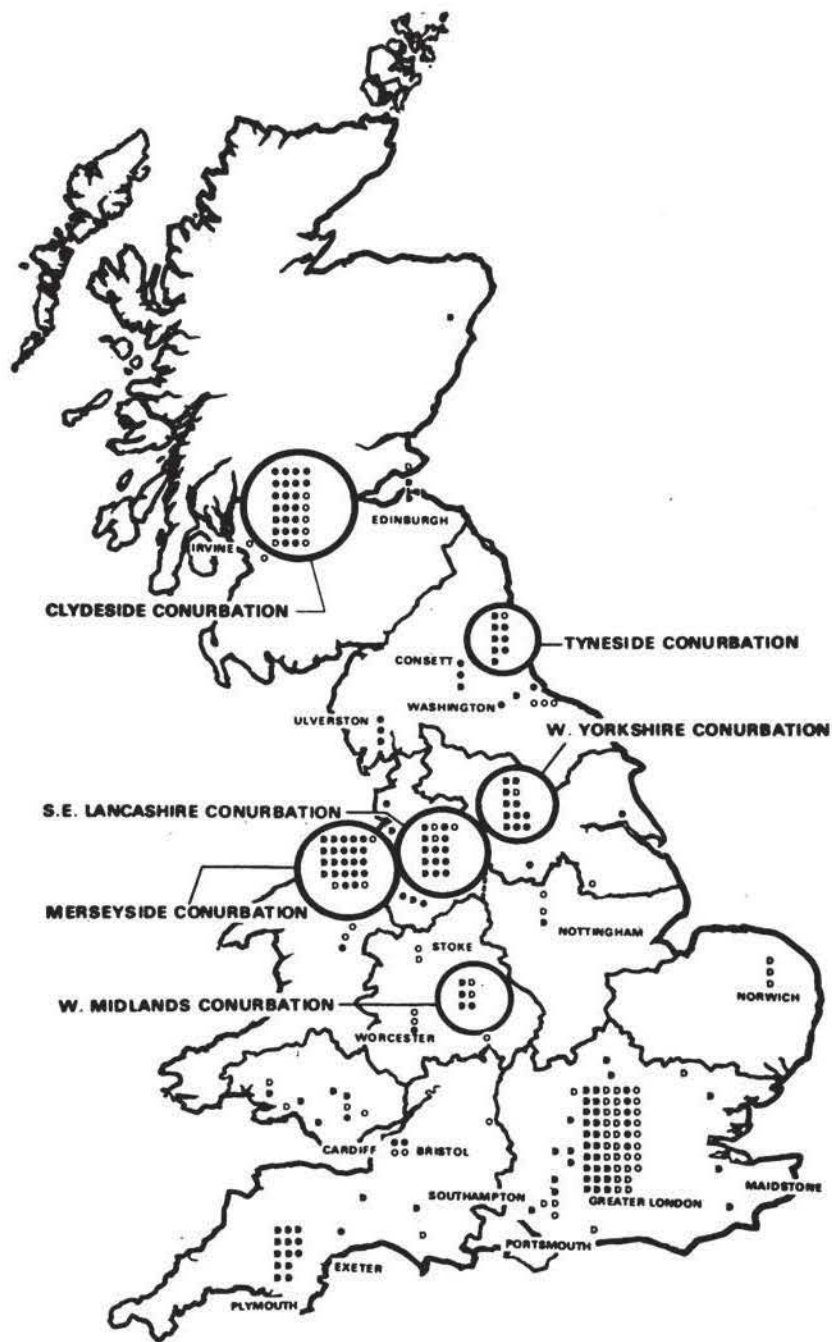 EDINBURGH
IRVINE
CLYDESIDE CONURBATION
TYNESIDE CONURBATION
CONSETT
WASHINGTON
ULVERSTON
W. YORKSHIRE CONURBATION
S.E. LANCASHIRE CONURBATION
MERSEYSIDE CONURBATION
NOTTINGHAM
STOKE
NORWICH
W. MIDLANDS CONURBATION
WORCESTER
CARDIFF
BRISTOL
MAIDSTONE
SOUTHAMPTON
GREATER LONDON
PORTSMOUTH
EXETER
PLYMOUTH